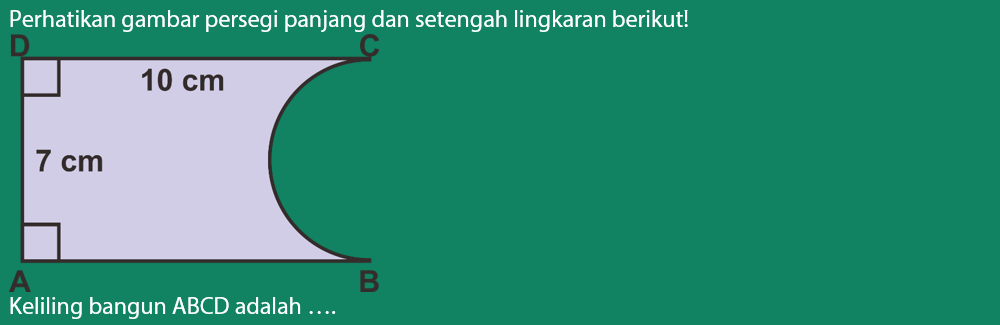 Perhatikan gambar persegi panjang dan setengah lingkaran berikut!
D C
10 cm
7 cm
A B
Keliling bangun ABCD adalah ....